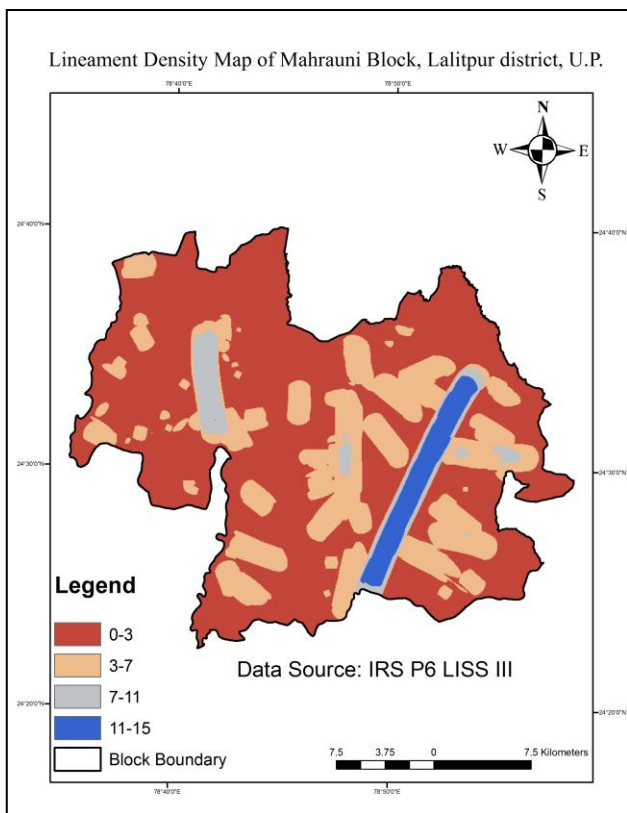 Lineament Density Map of Mahrauni Block, Lalitpur district, U.P.
78°40'0"E 78°50'0"E
N
W E
S
24°40'0"N 24°40'0"N
24°30'0"N 24°30'0"N
Legend
0-3
3-7
7-11
11-15
Block Boundary
Data Source: IRS P6 LISS III
24°20'0"N 24°20'0"N
7.5 3.75 0 7.5 Kilometers
78°40'0"E 78°50'0"E